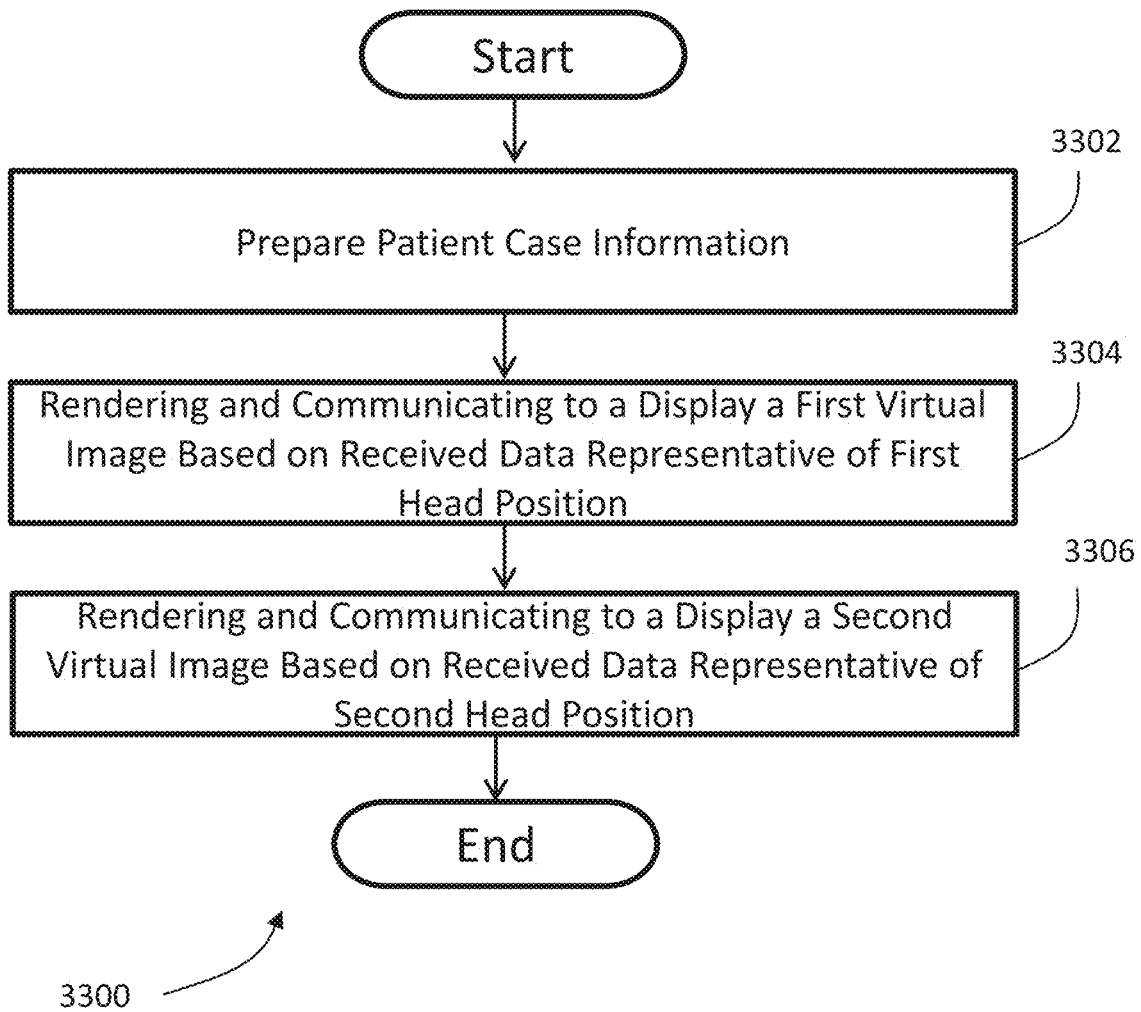 Start
3302
Prepare Patient Case Information
3304
Rendering and Communicating to a Display a First Virtual
Image Based on Received Data Representative of First
Head Position
3306
Rendering and Communicating to a Display a Second
Virtual Image Based on Received Data Representative of
Second Head Position
End
3300